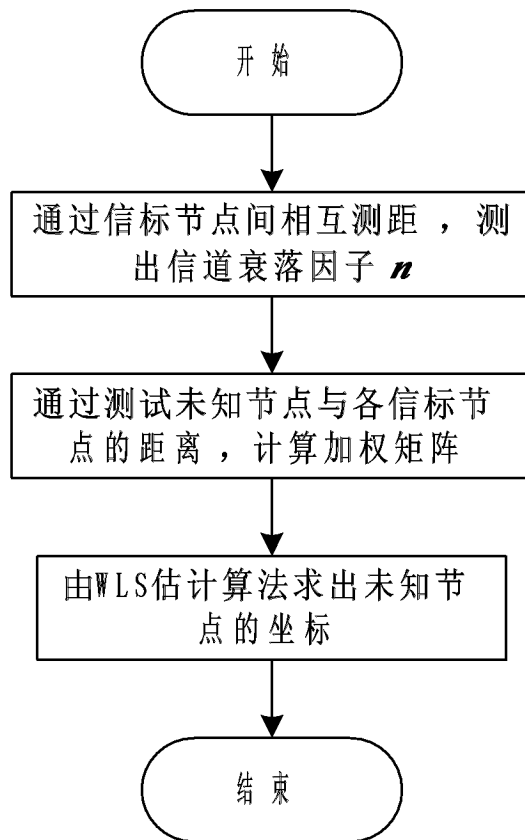 开 始
通过信标节点间相互测距 ，测
出信道衰落因子 n
通过测试未知节点与各信标节
点的距离 ，计算加权矩阵
由WLS估计算法求出未知节
点的坐标
结 束